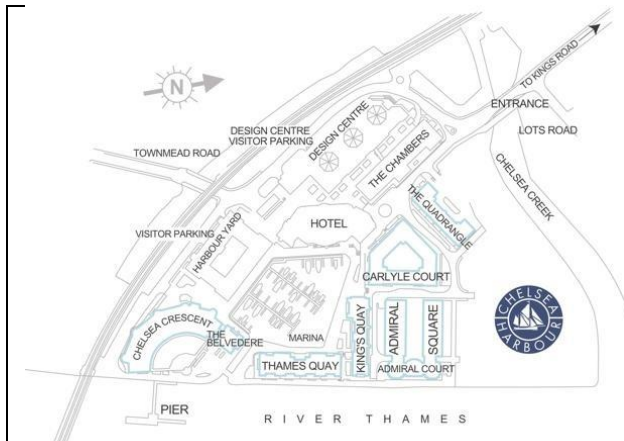 TO KINGS ROAD
N
ENTRANCE
LOTS ROAD
DESIGN CENTRE
VISITOR PARKING
DESIGN CENTRE
TOWNMEAD ROAD
THE CHAMBERS
CHELSEA CREEK
THE QUADRANGLE
HOTEL
VISITOR PARKING
HARBOUR YARD
CARLYLE COURT
CHELSEA
HARBOUR
CHELSEA CRESCENT
THE
BELVEDERE
MARINA
KING'S QUAY
ADMIRAL
SQUARE
THAMES QUAY
ADMIRAL COURT
PIER
RIVER THAMES